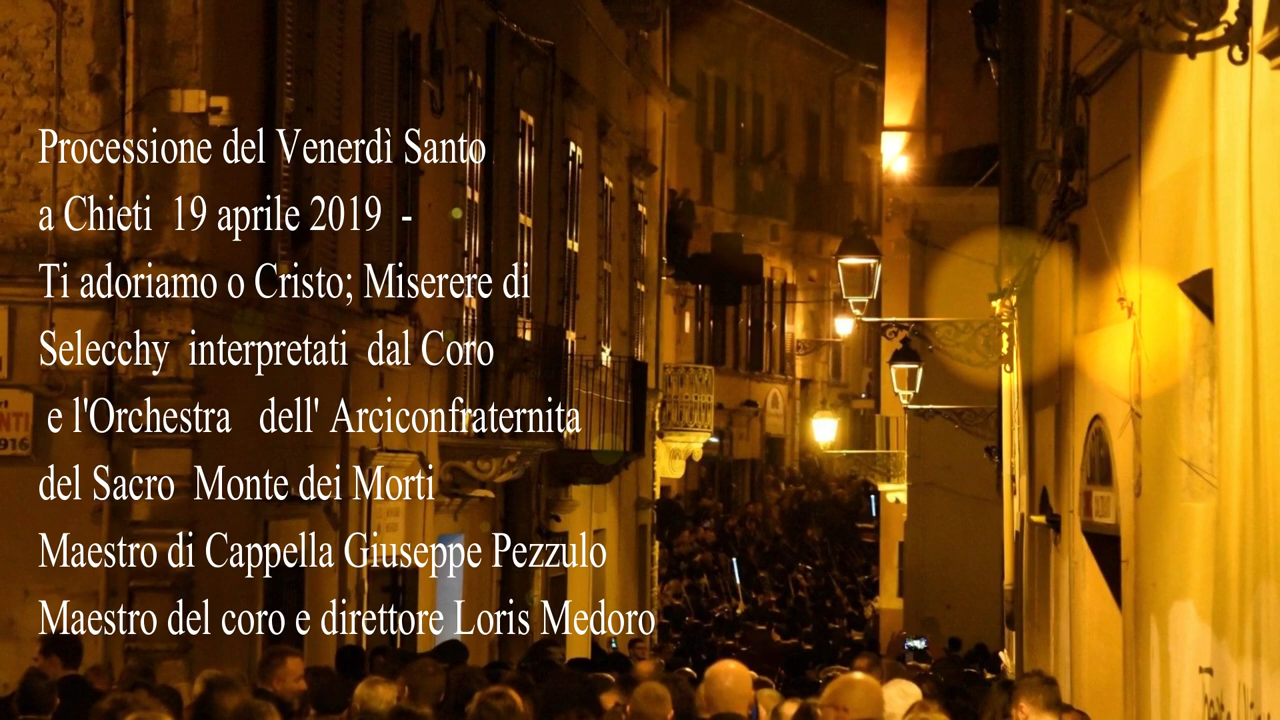 Processione del Venerdì Santo
a Chieti 19 aprile 2019 -
Ti adoriamo o Cristo; Miserere di
Selecchy interpretati dal Coro
e l'Orchestra dell' Arciconfraternita
del Sacro Monte dei Morti
Maestro di Cappella Giuseppe Pezzulo
Maestro del coro e direttore Loris Medoro
916